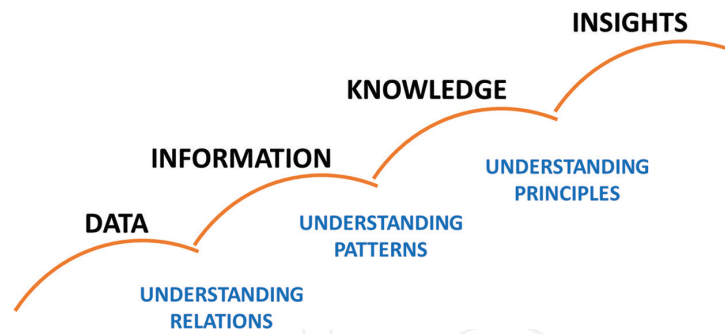 INSIGHTS
KNOWLEDGE
INFORMATION
DATA
UNDERSTANDING
PRINCIPLES
UNDERSTANDING
PATTERNS
UNDERSTANDING
RELATIONS